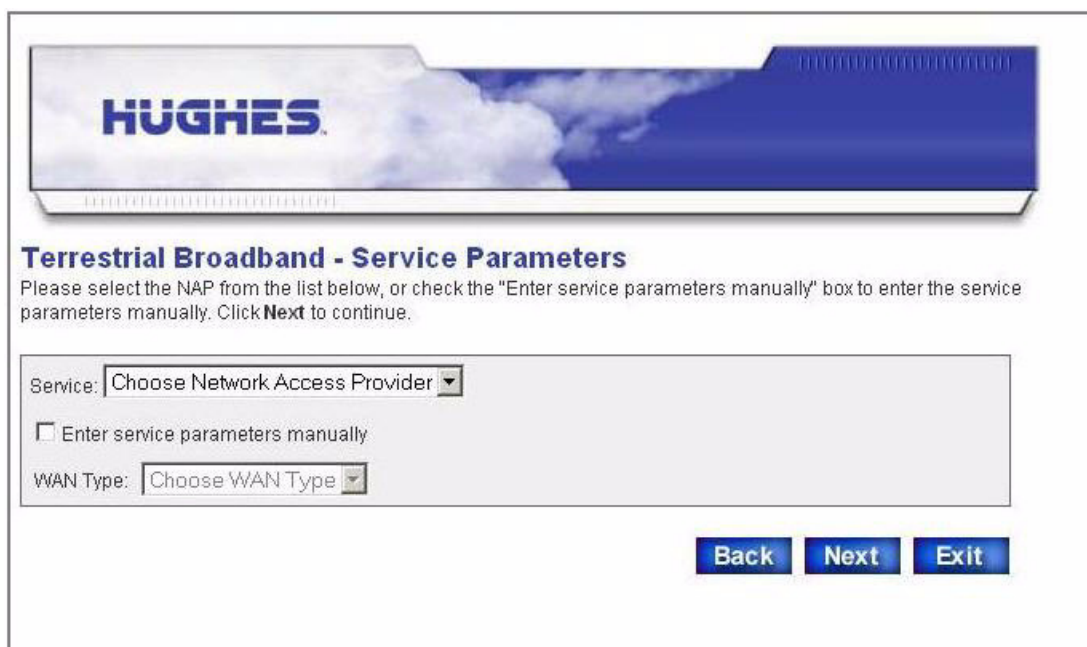 HUGHES.
Terrestrial Broadband - Service Parameters
Please select the NAP from the list below, or check the "Enter service parameters manually" box to enter the service
parameters manually. Click Next to continue.
Service: Choose Network Access Provider
Enter service parameters manually
WAN Type: Choose WAN Type
Back Next Exit